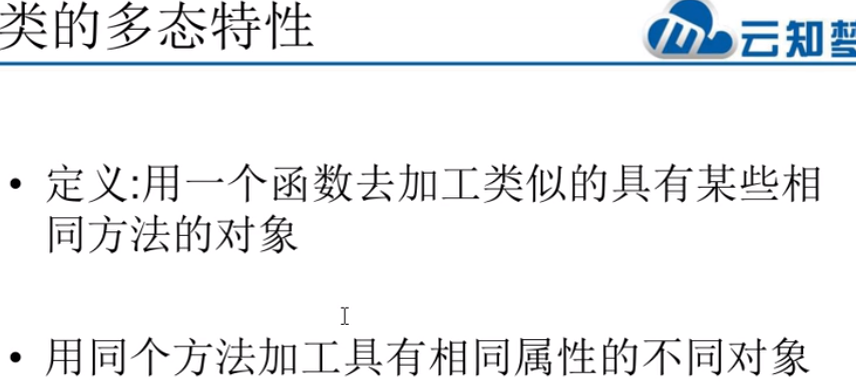 类的多态特性
云知梦
• 定义:用一个函数去加工类似的具有某些相
同方法的对象
• 用同个方法加工具有相同属性的不同对象